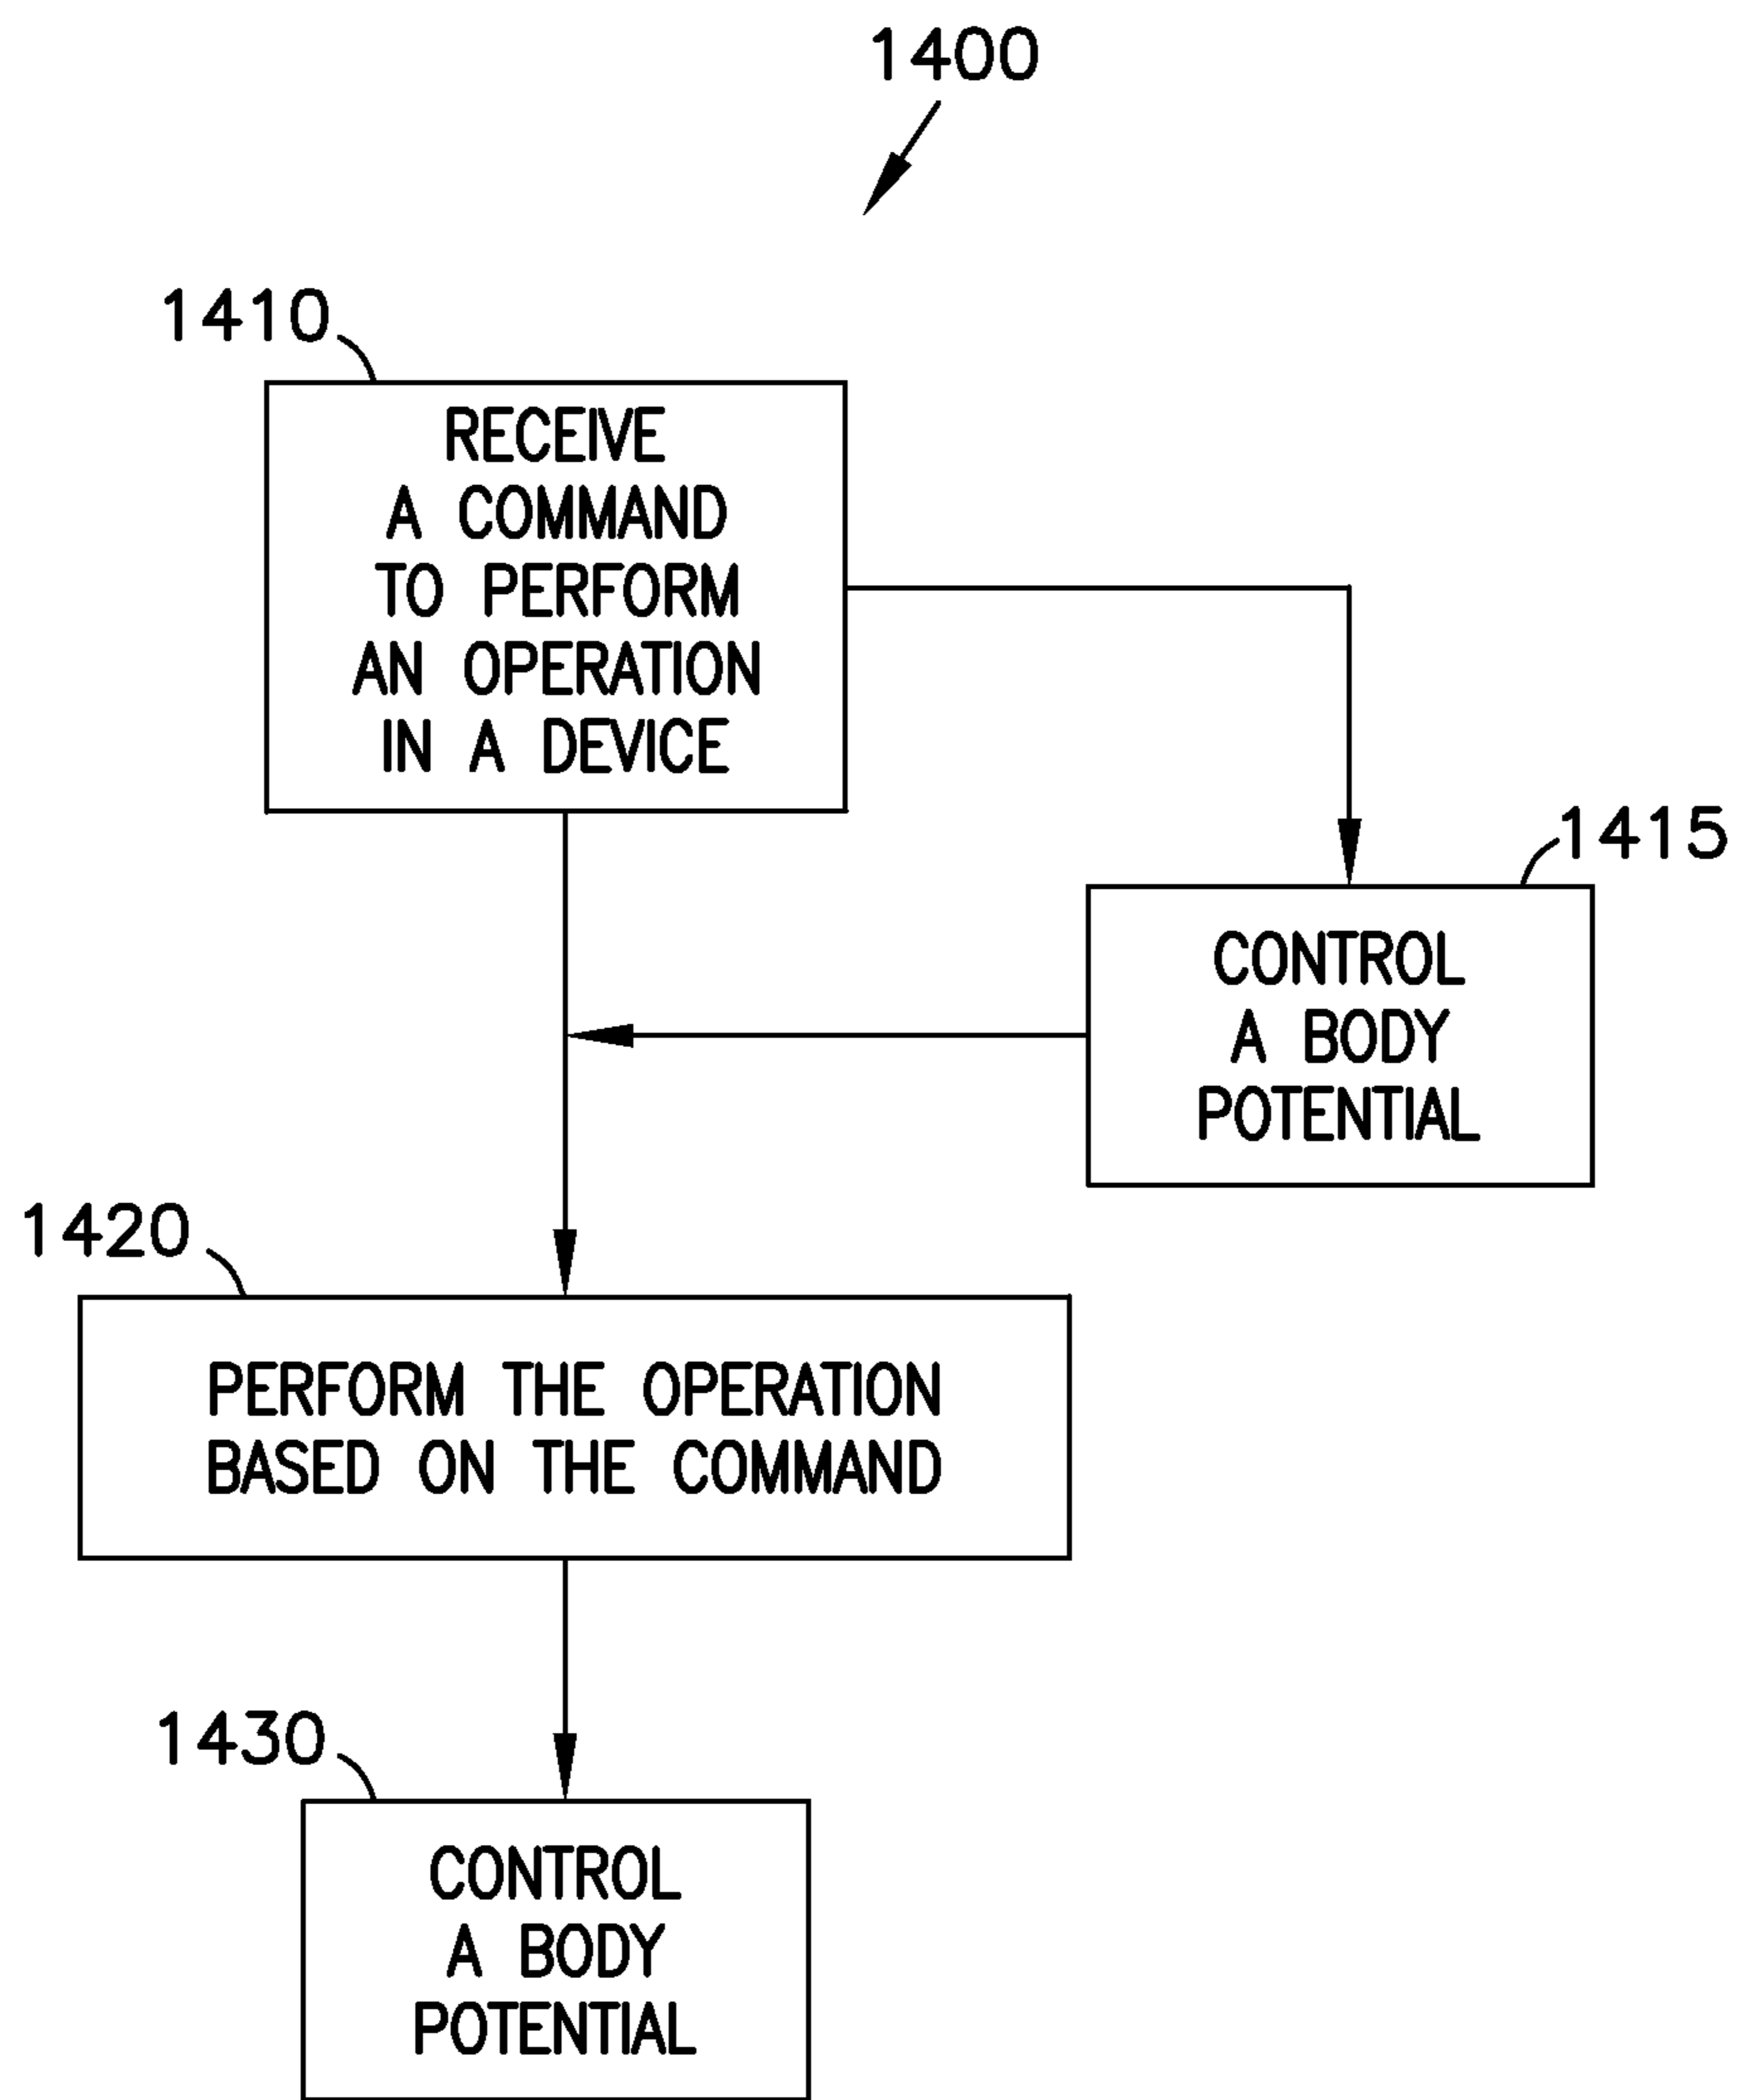 1400
1410
RECEIVE
A COMMAND
TO PERFORM
AN OPERATION
IN A DEVICE
1415
CONTROL
A BODY
POTENTIAL
1420
PERFORM THE OPERATION
BASED ON THE COMMAND
1430
CONTROL
A BODY
POTENTIAL